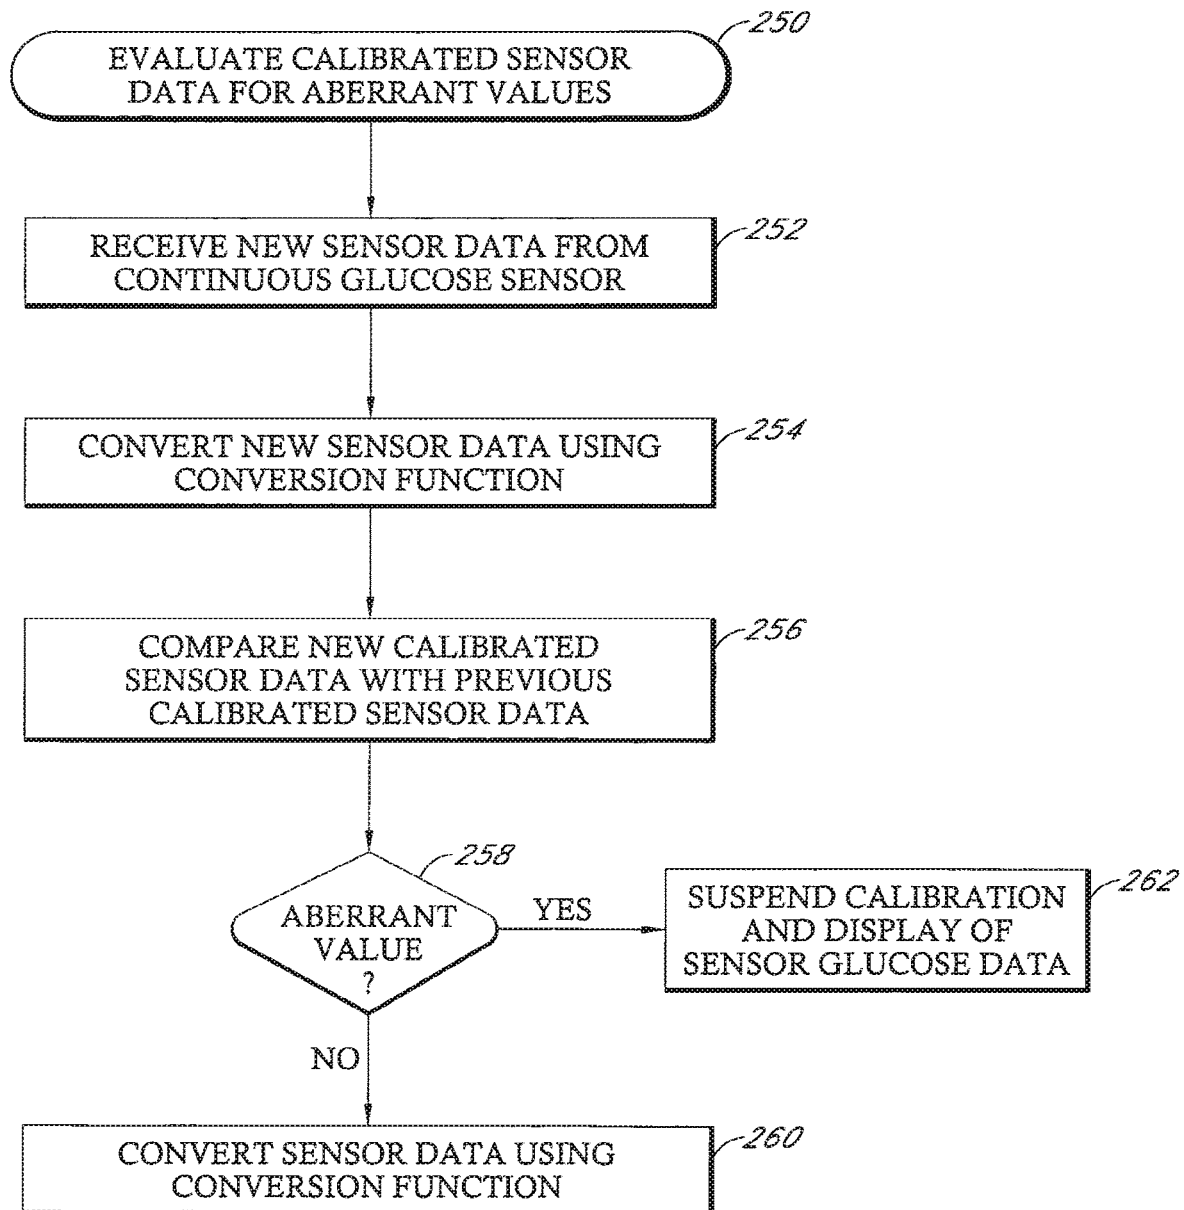 250
EVALUATE CALIBRATED SENSOR
DATA FOR ABERRANT VALUES
252
RECEIVE NEW SENSOR DATA FROM
CONTINUOUS GLUCOSE SENSOR
254
CONVERT NEW SENSOR DATA USING
CONVERSION FUNCTION
256
COMPARE NEW CALIBRATED
SENSOR DATA WITH PREVIOUS
CALIBRATED SENSOR DATA
258
ABERRANT
VALUE
?
YES
262
SUSPEND CALIBRATION
AND DISPLAY OF
SENSOR GLUCOSE DATA
NO
260
CONVERT SENSOR DATA USING
CONVERSION FUNCTION